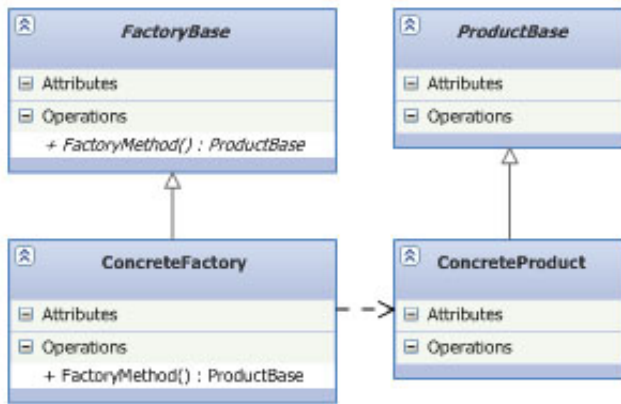 FactoryBase
Attributes
Operations
+ FactoryMethod() : ProductBase
ProductBase
Attributes
Operations
ConcreteFactory
Attributes
Operations
+ FactoryMethod() : ProductBase
ConcreteProduct
Attributes
Operations